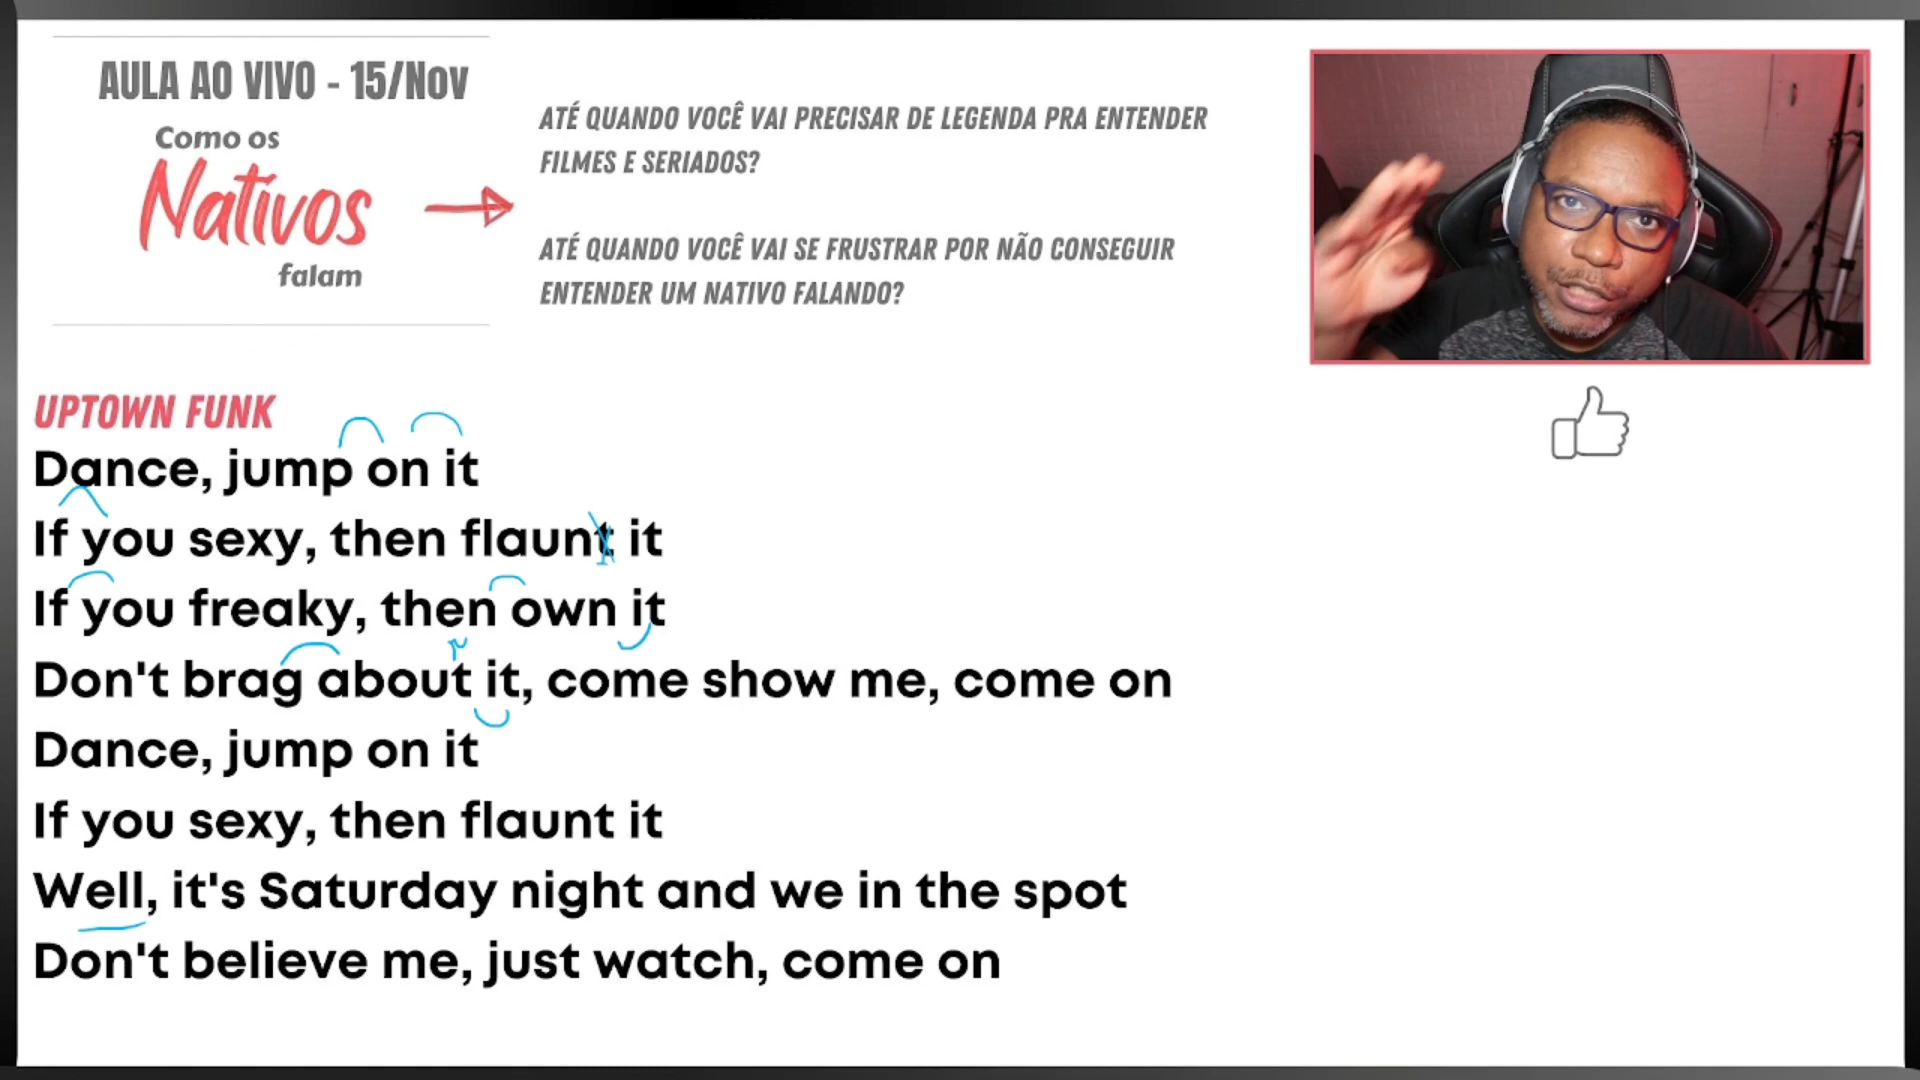 AULA AO VIVO - 15/Nov
Como os
Nativos
falam
ATÉ QUANDO VOCÊ VAI PRECISAR DE LEGENDA PRA ENTENDER
FILMES E SERIADOS?
ATÉ QUANDO VOCÊ VAI SE FRUSTRAR POR NÃO CONSEGUIR
ENTENDER UM NATIVO FALANDO?
UPTOWN FUNK
Dance, jump on it
If you sexy, then flaunt it
If you freaky, then own it
r
Don't brag about it, come show me, come on
Dance, jump on it
If you sexy, then flaunt it
Well, it's Saturday night and we in the spot
Don't believe me, just watch, come on